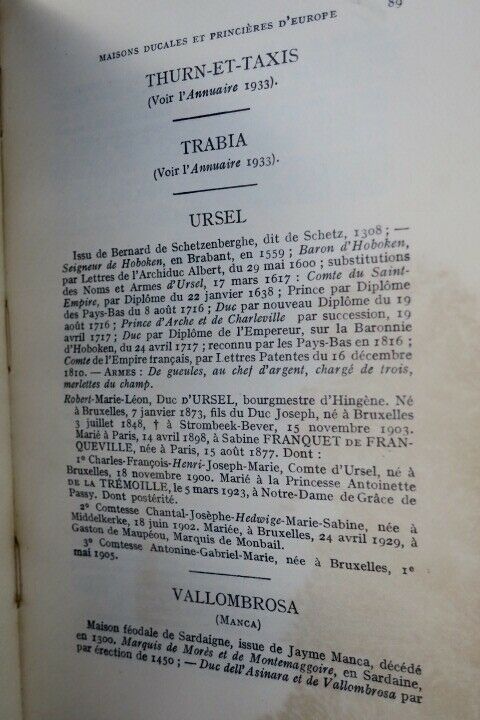 MAISONS DUCALES ET PRINCIÈRES D'EUROPE 89
THURN-ET-TAXIS
(Voir l'Annuaire 1933).
TRABIA
(Voir l'Annuaire 1933).
URSEL
Issu de Bernard de Schetzenberghe, dit de Schetz, 1308; —
Seigneur de Hoboken, en Brabant, en 1559; Baron d'Hoboken,
par Lettres de l'Archiduc Albert, du 29 mai 1600; substitutions
des Noms et Armes d'Ursel, 17 mars 1617; Comte du Saint-
Empire, par Diplôme du 22 janvier 1638; Prince par Diplôme
des Pays-Bas du 8 août 1716; Duc par nouveau Diplôme du 19
août 1716; Prince d'Arche et de Charleville par succession, 19
avril 1717; Duc par Diplôme de l'Empereur, sur la Baronnie
d'Hoboken, du 24 avril 1717; reconnu par les Pays-Bas en 1816;
Comte de l'Empire français, par Lettres Patentes du 16 décembre
1810. — ARMES: De gueules, au chef d'argent, chargé de trois,
merlettes du champ.
Robert-Marie-Léon, Duc D'URSEL, bourgmestre d'Hingène. Né
à Bruxelles, 7 janvier 1873, fils du Duc Joseph, né à Bruxelles
3 juillet 1848, † à Strombeek-Bever, 15 novembre 1903.
Marié à Paris, 14 avril 1898, à Sabine FRANQUET DE FRAN-
QUEVILLE, née à Paris, 15 août 1877. Dont :
1º Charles-François-Henri-Joseph-Marie, Comte d'Ursel, né à
Bruxelles, 18 novembre 1900. Marié à la Princesse Antoinette
DE LA TRÉMOILLE, le 5 mars 1923, à Notre-Dame de Grâce de
Passy. Dont postérité.
2º Comtesse Chantal-Josèphe-Hedwige-Marie-Sabine, née à
Middelkerke, 18 juin 1902. Mariée, à Bruxelles, 24 avril 1929, à
Gaston de Maupéou, Marquis de Monbail.
3º Comtesse Antonine-Gabriel-Marie, née à Bruxelles, 1e
mai 1905.
VALLOMBROSA
(MANCA)
Maison féodale de Sardaigne, issue de Jayme Manca, décédé
en 1300, Marquis de Morès et de Montemaggoire, en Sardaine,
par érection de 1450; — Duc dell'Asinara et de Vallombrosa par